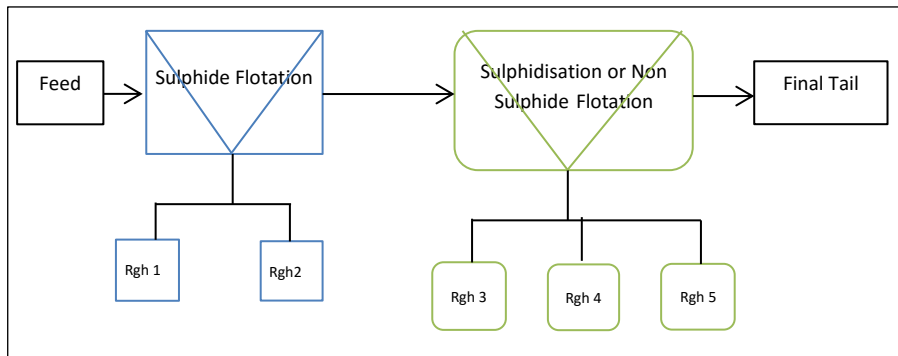 Feed
Sulphide Flotation
Sulphidisation or Non
Sulphide Flotation
Final Tail
Rgh 1
Rgh2
Rgh 3
Rgh 4
Rgh 5